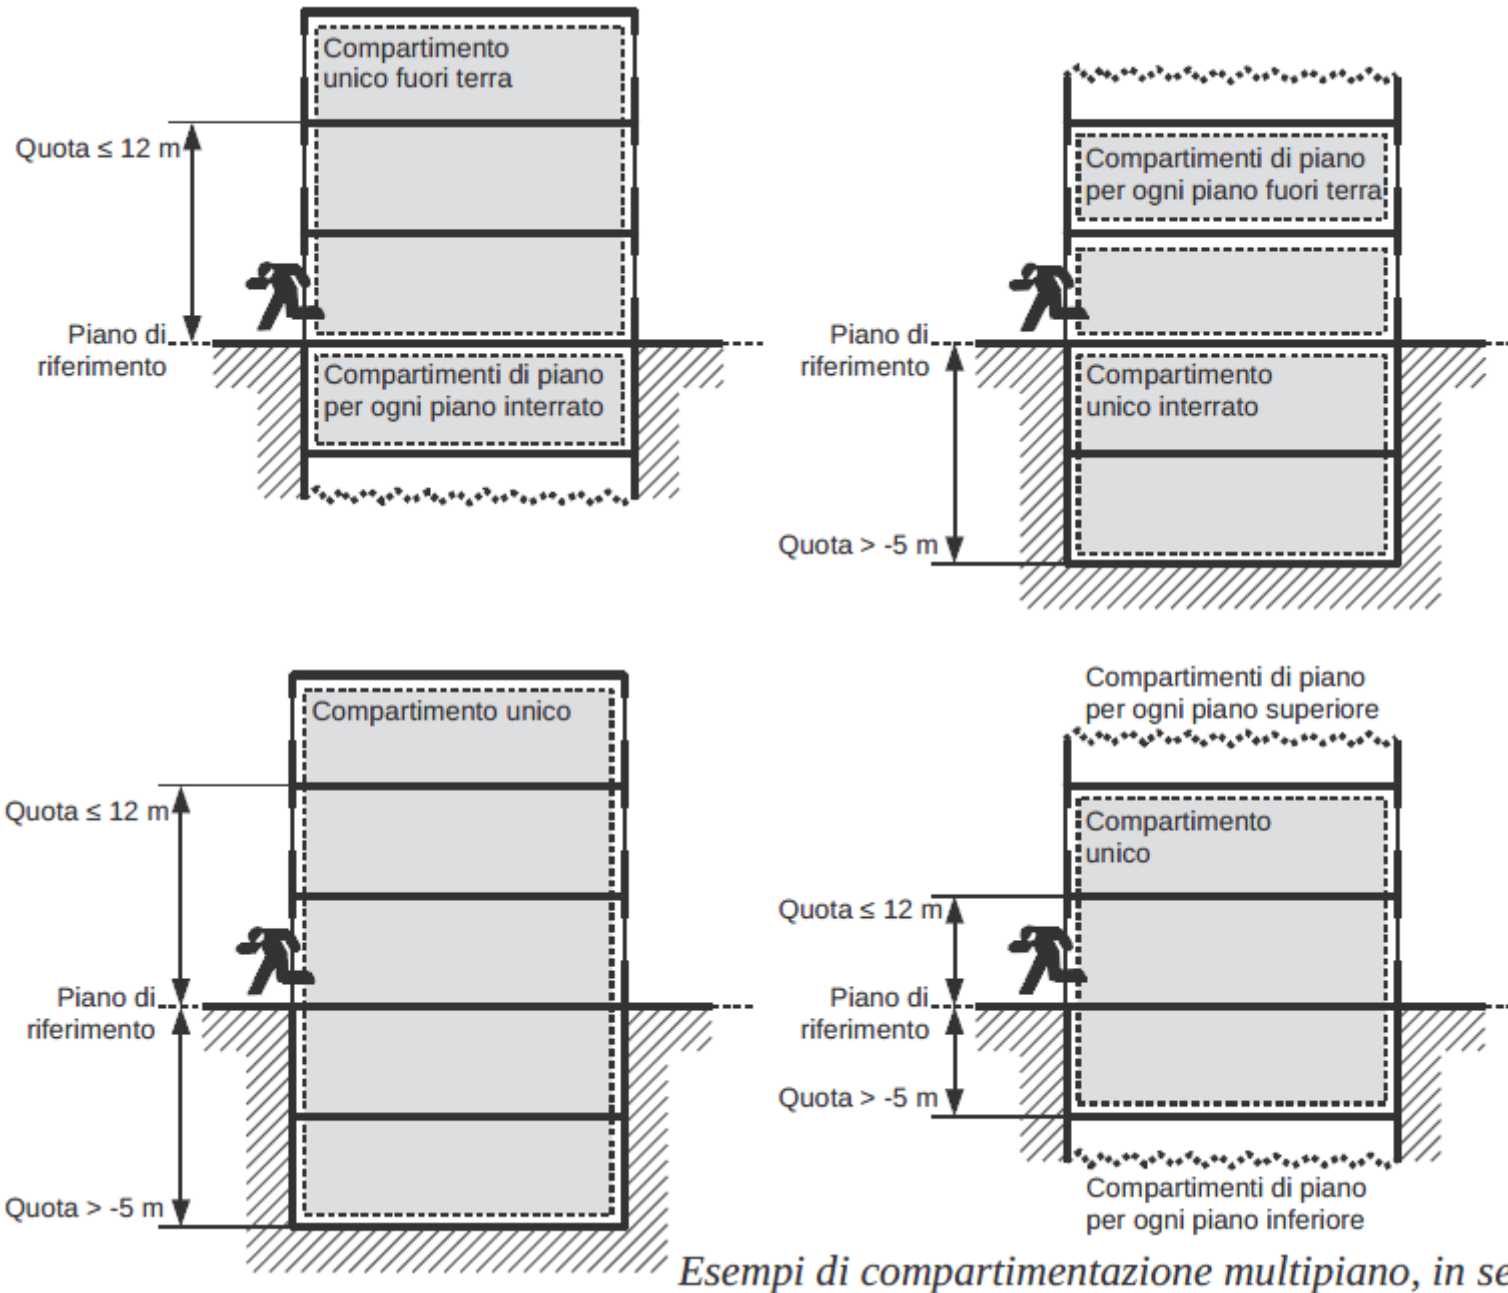 Compartimento
unico fuori terra
Quota ≤ 12 m
Piano di
riferimento
Compartimenti di piano
per ogni piano interrato
Compartimenti di piano
per ogni piano fuori terra
Piano di
riferimento
Compartimento
unico interrato
Quota > -5 m
Compartimento unico
Quota ≤ 12 m
Piano di
riferimento
Quota > -5 m
Compartimenti di piano
per ogni piano superiore
Compartimento
unico
Quota ≤ 12 m
Piano di
riferimento
Quota > -5 m
Compartimenti di piano
per ogni piano inferiore
Esempi di compartimentazione multipiano, in